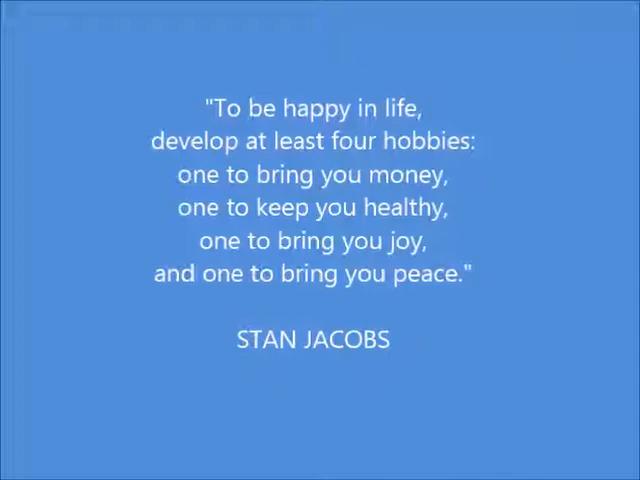 "To be happy in life,
develop at least four hobbies:
one to bring you money,
one to keep you healthy,
one to bring you joy,
and one to bring you peace."
STAN JACOBS